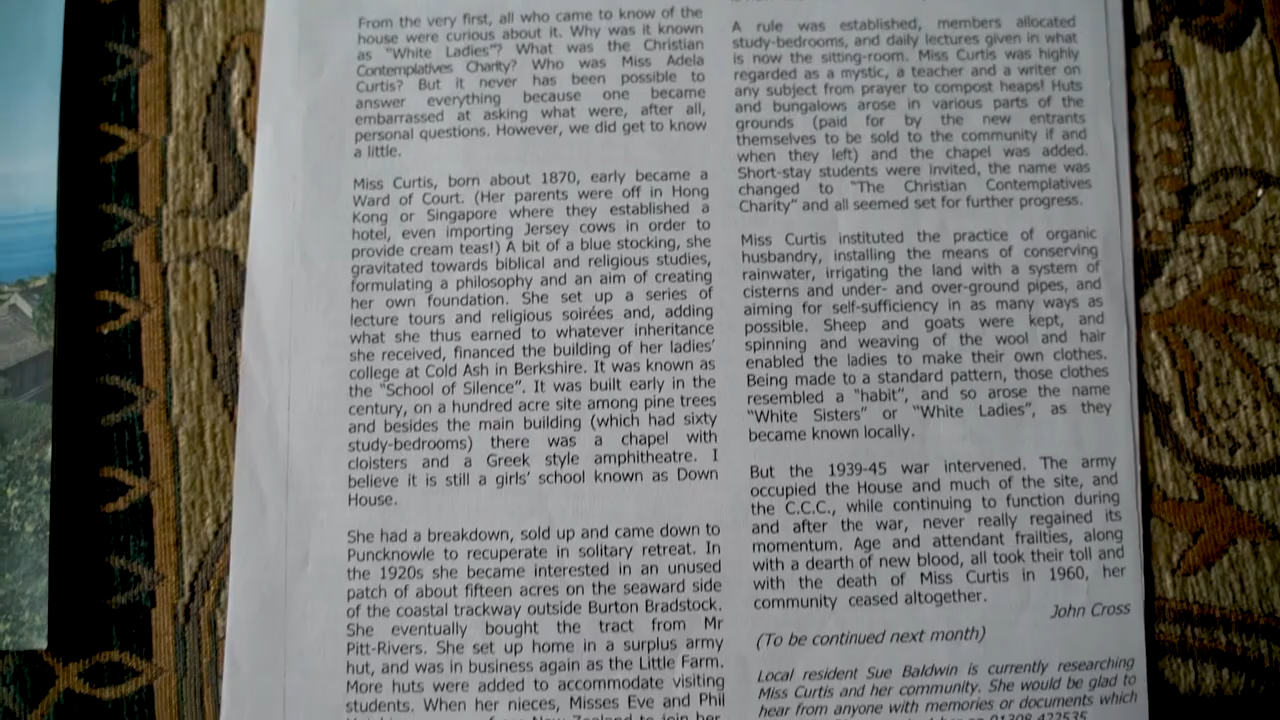 From the very first, all who came to know of the
house were curious about it. Why was it known
as "White Ladies"? What was the Christian
Contemplatives Charity? Who was Miss Adela
Curtis? But it never has been possible to
answer everything because one became
embarrassed at asking what were, after all,
personal questions. However, we did get to know
a little.
Miss Curtis, born about 1870, early became a
Ward of Court. (Her parents were off in Hong
Kong or Singapore where they established a
hotel, even importing Jersey cows in order to
provide cream teas!) A bit of a blue stocking, she
gravitated towards biblical and religious studies,
formulating a philosophy and an aim of creating
her own foundation. She set up a series of
lecture tours and religious soirées and, adding
what she thus earned to whatever inheritance
she received, financed the building of her ladies'
college at Cold Ash in Berkshire. It was known as
the "School of Silence". It was built early in the
century, on a hundred acre site among pine trees
and besides the main building (which had sixty
study-bedrooms) there was a chapel with
cloisters and a Greek style amphitheatre. I
believe it is still a girls' school known as Down
House.
She had a breakdown, sold up and came down to
Puncknowle to recuperate in solitary retreat. In
the 1920s she became interested in an unused
patch of about fifteen acres on the seaward side
of the coastal trackway outside Burton Bradstock.
She eventually bought the tract from Mr
Pitt-Rivers. She set up home in a surplus army
hut, and was in business again as the Little Farm.
More huts were added to accommodate visiting
students. When her nieces, Misses Eve and Phil
New Zealand to join her
A rule was established, members allocated
study-bedrooms, and daily lectures given in what
is now the sitting-room. Miss Curtis was highly
regarded as a mystic, a teacher and a writer on
any subject from prayer to compost heaps! Huts
and bungalows arose in various parts of the
grounds (paid for by the new entrants
themselves to be sold to the community if and
when they left) and the chapel was added.
Short-stay students were invited, the name was
changed to "The Christian Contemplatives
Charity" and all seemed set for further progress.
Miss Curtis instituted the practice of organic
husbandry, installing the means of conserving
rainwater, irrigating the land with a system of
cisterns and under- and over-ground pipes, and
aiming for self-sufficiency in as many ways as
possible. Sheep and goats were kept, and
spinning and weaving of the wool and hair
enabled the ladies to make their own clothes.
Being made to a standard pattern, those clothes
resembled a "habit", and so arose the name
"White Sisters" or "White Ladies", as they
became known locally.
But the 1939-45 war intervened. The army
occupied the House and much of the site, and
the C.C.C., while continuing to function during
and after the war, never really regained its
momentum. Age and attendant frailties, along
with a dearth of new blood, all took their toll and
with the death of Miss Curtis in 1960, her
community ceased altogether.
John Cross
(To be continued next month)
Local resident Sue Baldwin is currently researching
Miss Curtis and her community. She would be glad to
hear from anyone with memories or documents which
01308 422535